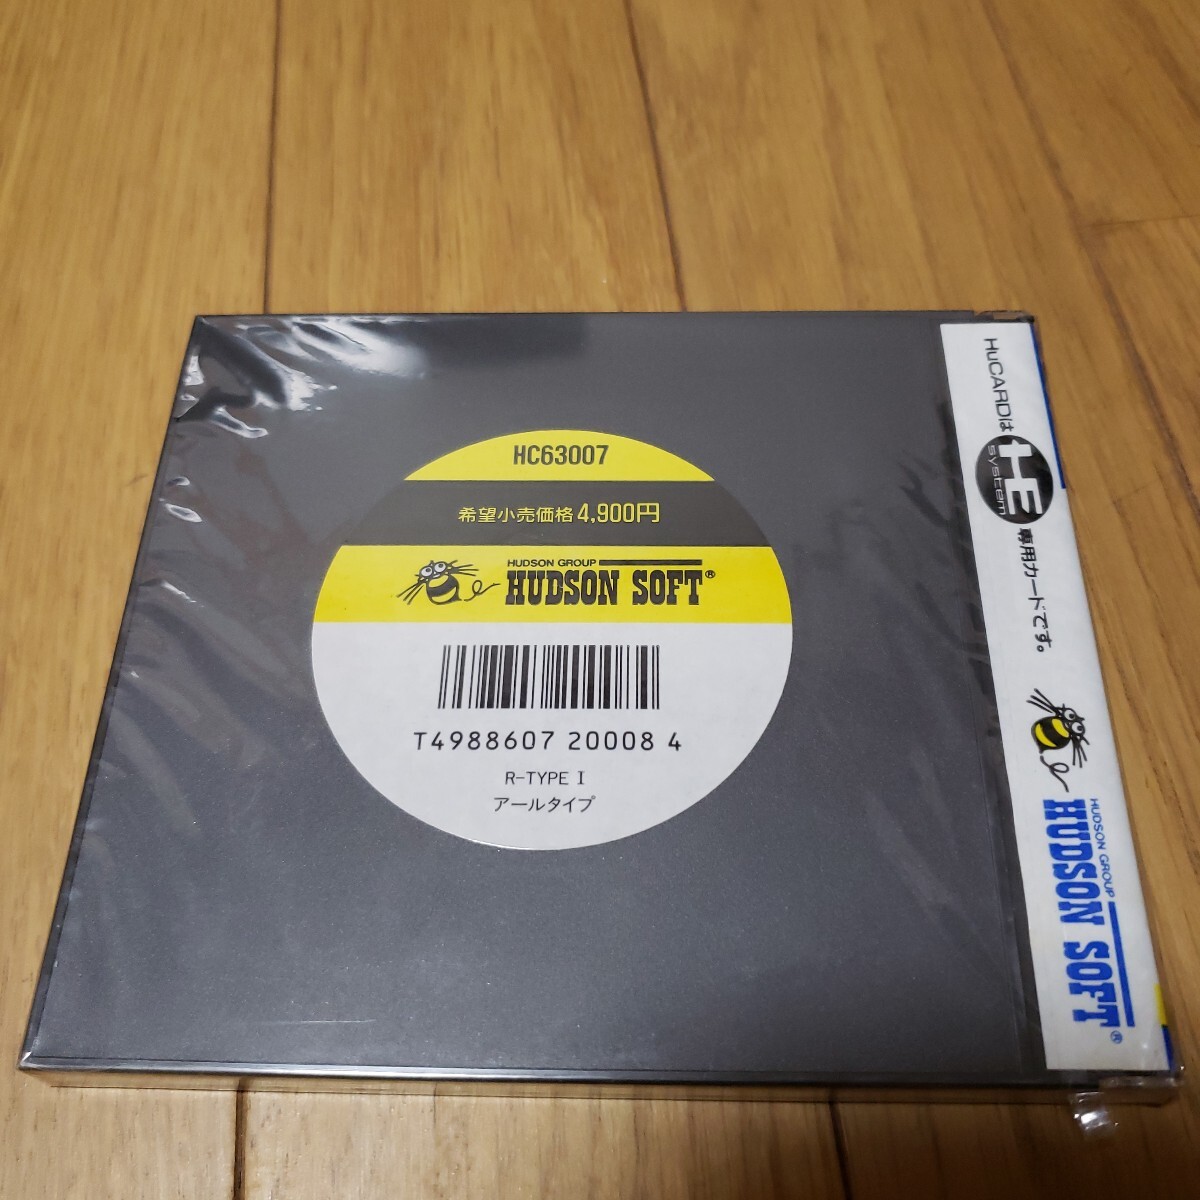 HC63007
希望小売価格 4,900円
HUDSON GROUP
HUDSON SOFT®
T4988607 20008 4
R-TYPE I
アールタイプ
HuCARDは HE system 専用カードです。
HUDSON GROUP
HUDSON SOFT®